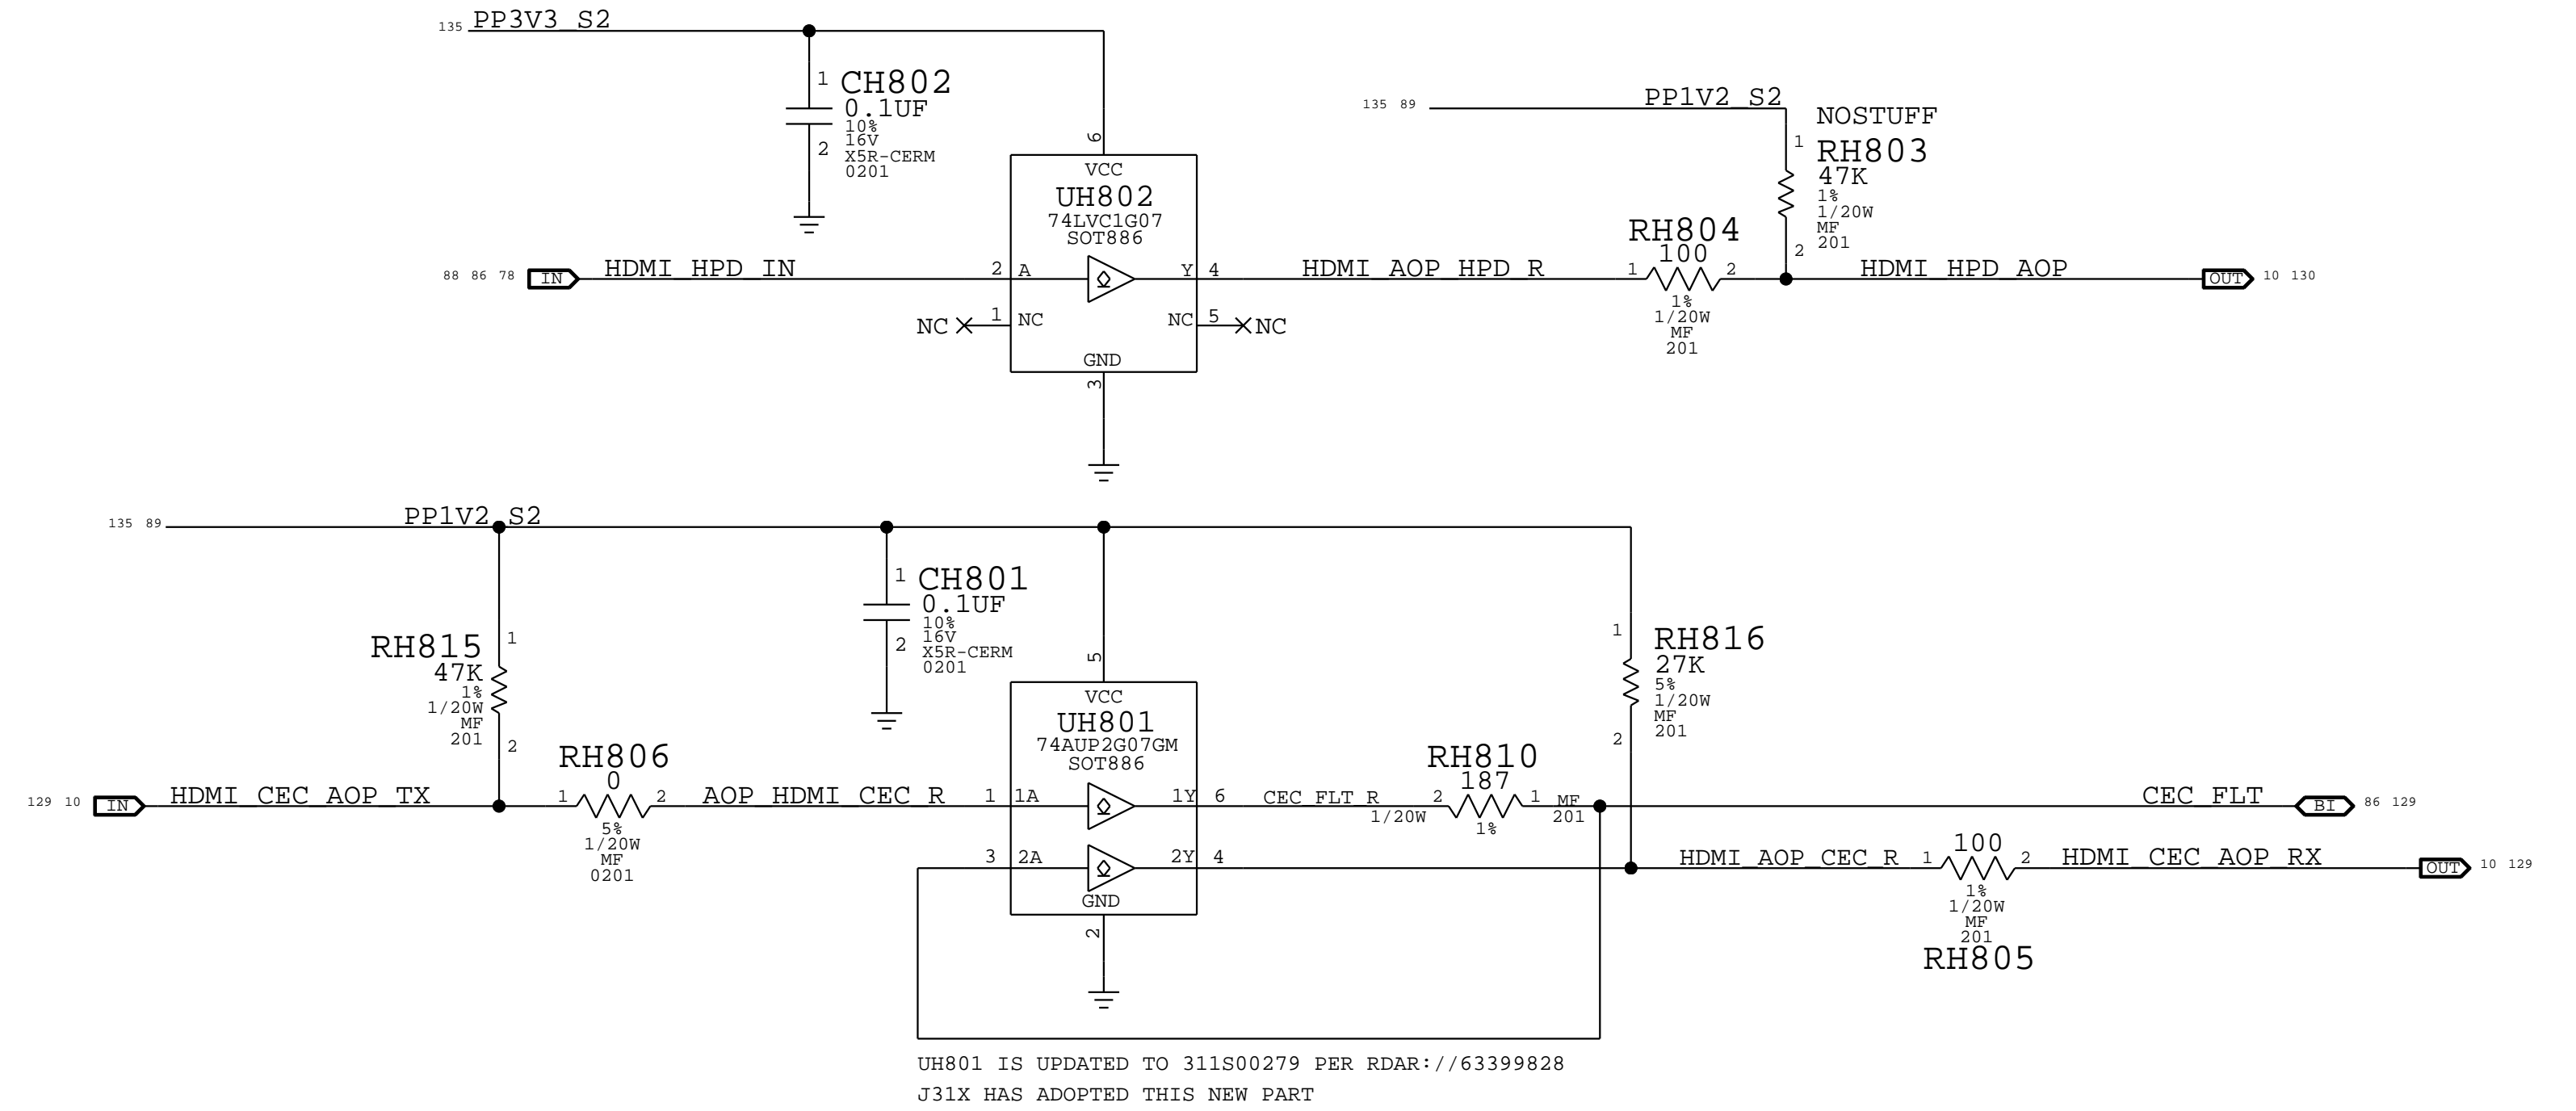 135 PP3V3_S2
1 CH802
0.1UF
10%
16V
2 X5R-CERM
0201
135 89 PP1V2_S2
NOSTUFF
1 RH803
47K
1%
1/20W
MF
2 201
6
VCC
UH802
74LVC1G07
SOT886
RH804
100
88 86 78 IN HDMI_HPD_IN 2 A Y 4 HDMI_AOP_HPD_R 1 2 HDMI_HPD_AOP OUT 10 130
1%
1/20W
MF
201
NC 1 NC NC 5 NC
GND
3
135 89 PP1V2_S2
1 CH801
0.1UF
10%
16V
2 X5R-CERM
0201
1
RH815
47K
1%
1/20W
MF
201 2
5
VCC
UH801
74AUP2G07GM
SOT886
1 RH816
27K
5%
1/20W
MF
2 201
RH806
0
RH810
187
129 10 IN HDMI_CEC_AOP_TX 1 2 AOP_HDMI_CEC_R 1 1A 1Y 6 CEC_FLT_R 2 1 MF CEC_FLT BI 86 129
1/20W 201
1%
5%
1/20W
MF
0201
100
3 2A 2Y 4 HDMI_AOP_CEC_R 1 2 HDMI_CEC_AOP_RX OUT 10 129
1%
1/20W
MF
201
RH805
GND
2
UH801 IS UPDATED TO 311S00279 PER RDAR://63399828
J31X HAS ADOPTED THIS NEW PART